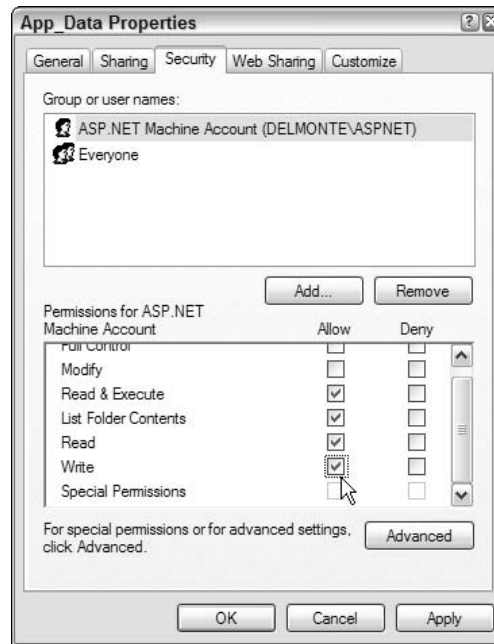 App_Data Properties
General Sharing Security Web Sharing Customize
Group or user names:
ASP.NET Machine Account (DELMONTE\ASPNET)
Everyone
Add... Remove
Permissions for ASP.NET
Machine Account Allow Deny
Full Control
Modify
Read & Execute
List Folder Contents
Read
Write
Special Permissions
For special permissions or for advanced settings,
click Advanced. Advanced
OK Cancel Apply